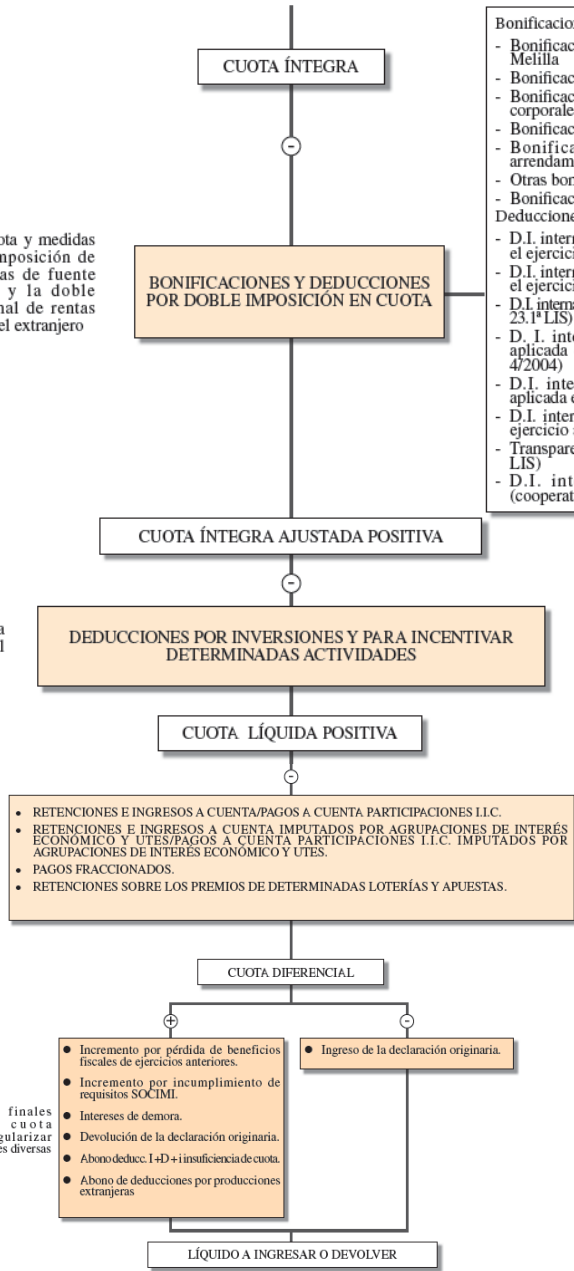 CUOTA ÍNTEGRA
-
Bonificacion
- Bonificac
Melilla
- Bonificac
- Bonificac
corporale
- Bonificac
- Bonifica
arrendam
- Otras bon
- Bonificac
Deduccione
- D.I. interr
el ejercici
- D.I. interr
el ejercici
- D.I. interna
23.1ª LIS)
- D. I. inte
aplicada
4/2004)
- D.I. inte
aplicada e
- D.I. inter
ejercicio a
- Transpare
LIS)
- D.I. int
(cooperat
ota y medidas
mposición de
as de fuente
y la doble
nal de rentas
el extranjero
BONIFICACIONES Y DEDUCCIONES
POR DOBLE IMPOSICIÓN EN CUOTA
CUOTA ÍNTEGRA AJUSTADA POSITIVA
-
a
l
DEDUCCIONES POR INVERSIONES Y PARA INCENTIVAR
DETERMINADAS ACTIVIDADES
CUOTA LÍQUIDA POSITIVA
-
• RETENCIONES E INGRESOS A CUENTA/PAGOS A CUENTA PARTICIPACIONES I.I.C.
• RETENCIONES E INGRESOS A CUENTA IMPUTADOS POR AGRUPACIONES DE INTERÉS
ECONÓMICO Y UTES/PAGOS A CUENTA PARTICIPACIONES I.I.C. IMPUTADOS POR
AGRUPACIONES DE INTERÉS ECONÓMICO Y UTES.
• PAGOS FRACCIONADOS.
• RETENCIONES SOBRE LOS PREMIOS DE DETERMINADAS LOTERÍAS Y APUESTAS.
CUOTA DIFERENCIAL
+
-
finales
cuota
gularizar
es diversas
• Incremento por pérdida de beneficios
fiscales de ejercicios anteriores.
• Incremento por incumplimiento de
requisitos SOCIMI.
• Intereses de demora.
• Devolución de la declaración originaria.
• Abono deducc. I+D+i insuficiencia de cuota.
• Abono de deducciones por producciones
extranjeras
• Ingreso de la declaración originaria.
LÍQUIDO A INGRESAR O DEVOLVER